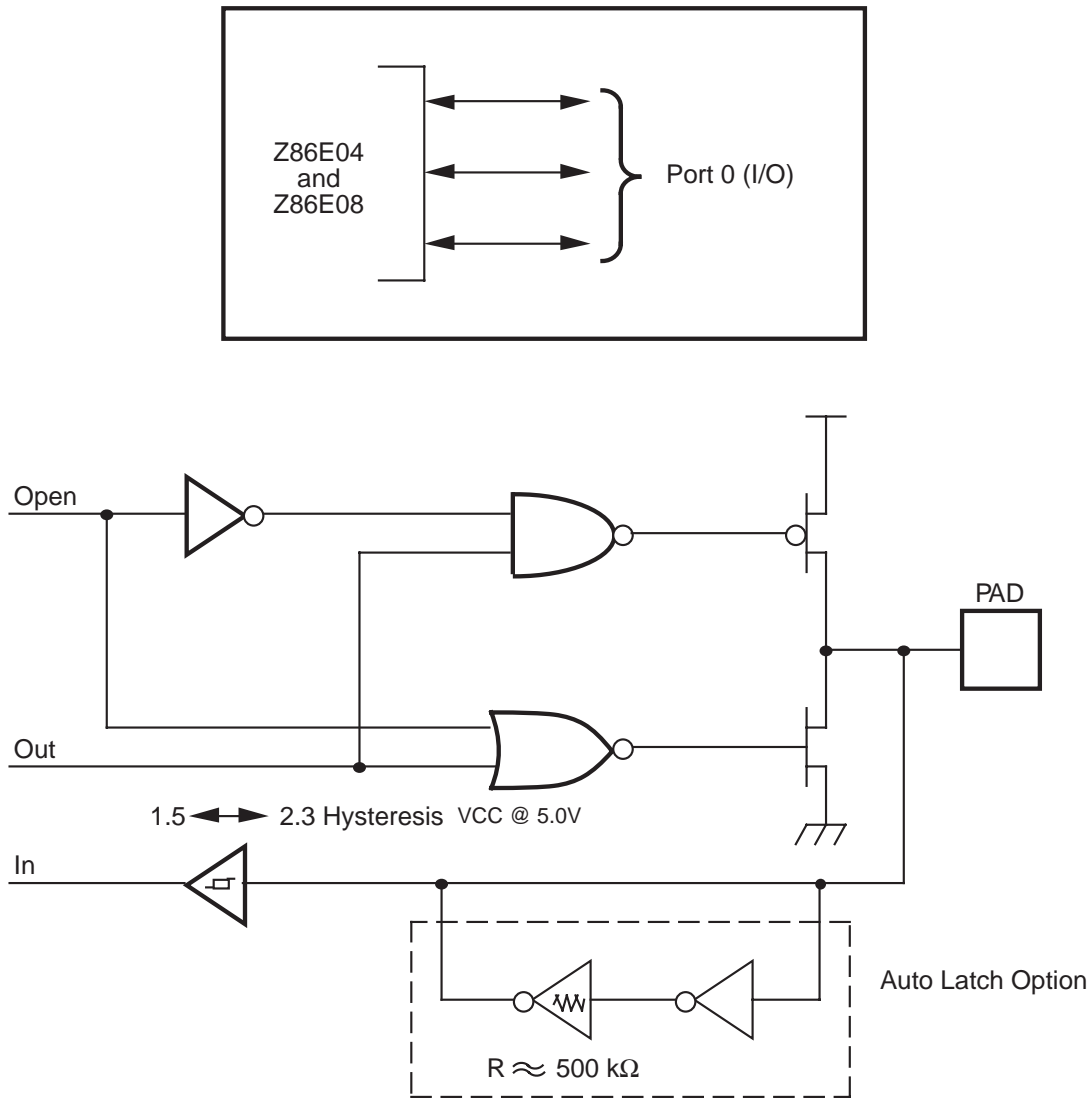 Z86E04
and
Z86E08
Port 0 (I/O)
Open
PAD
Out
1.5 2.3 Hysteresis VCC @ 5.0V
In
Auto Latch Option
R ≈ 500 kΩ